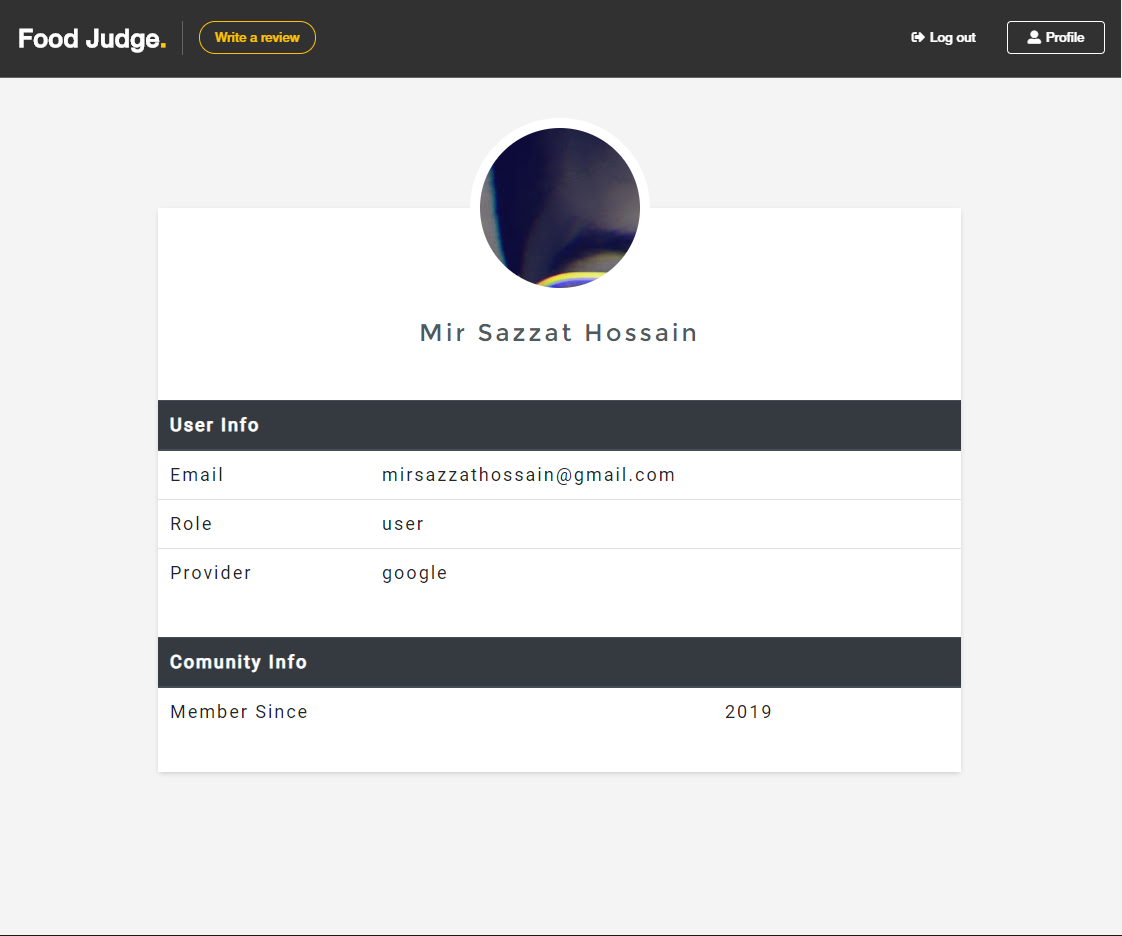 Food Judge.
Write a review
Log out
Profile
Mir Sazzat Hossain
User Info
Email mirsazzathossain@gmail.com
Role user
Provider google
Comunity Info
Member Since 2019